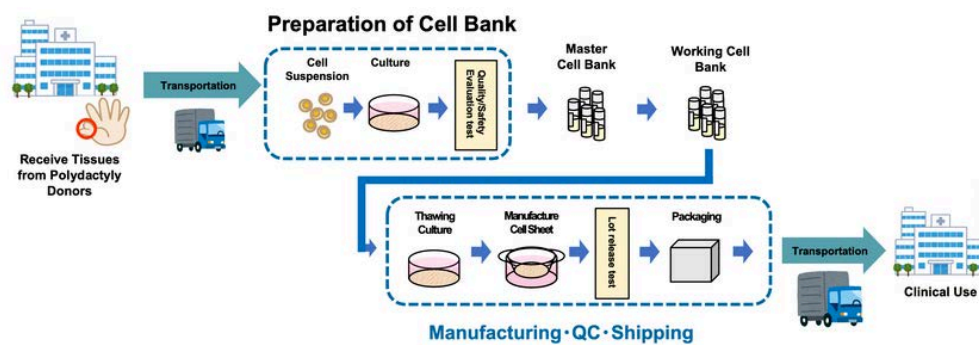 Preparation of Cell Bank
Transportation
Receive Tissues
from Polydactyly
Donors
Cell
Suspension
Culture
Quality/Safety
Evaluation test
Master
Cell Bank
Working Cell
Bank
Thawing
Culture
Manufacture
Cell Sheet
Lot release test
Packaging
Transportation
Clinical Use
Manufacturing・QC・Shipping